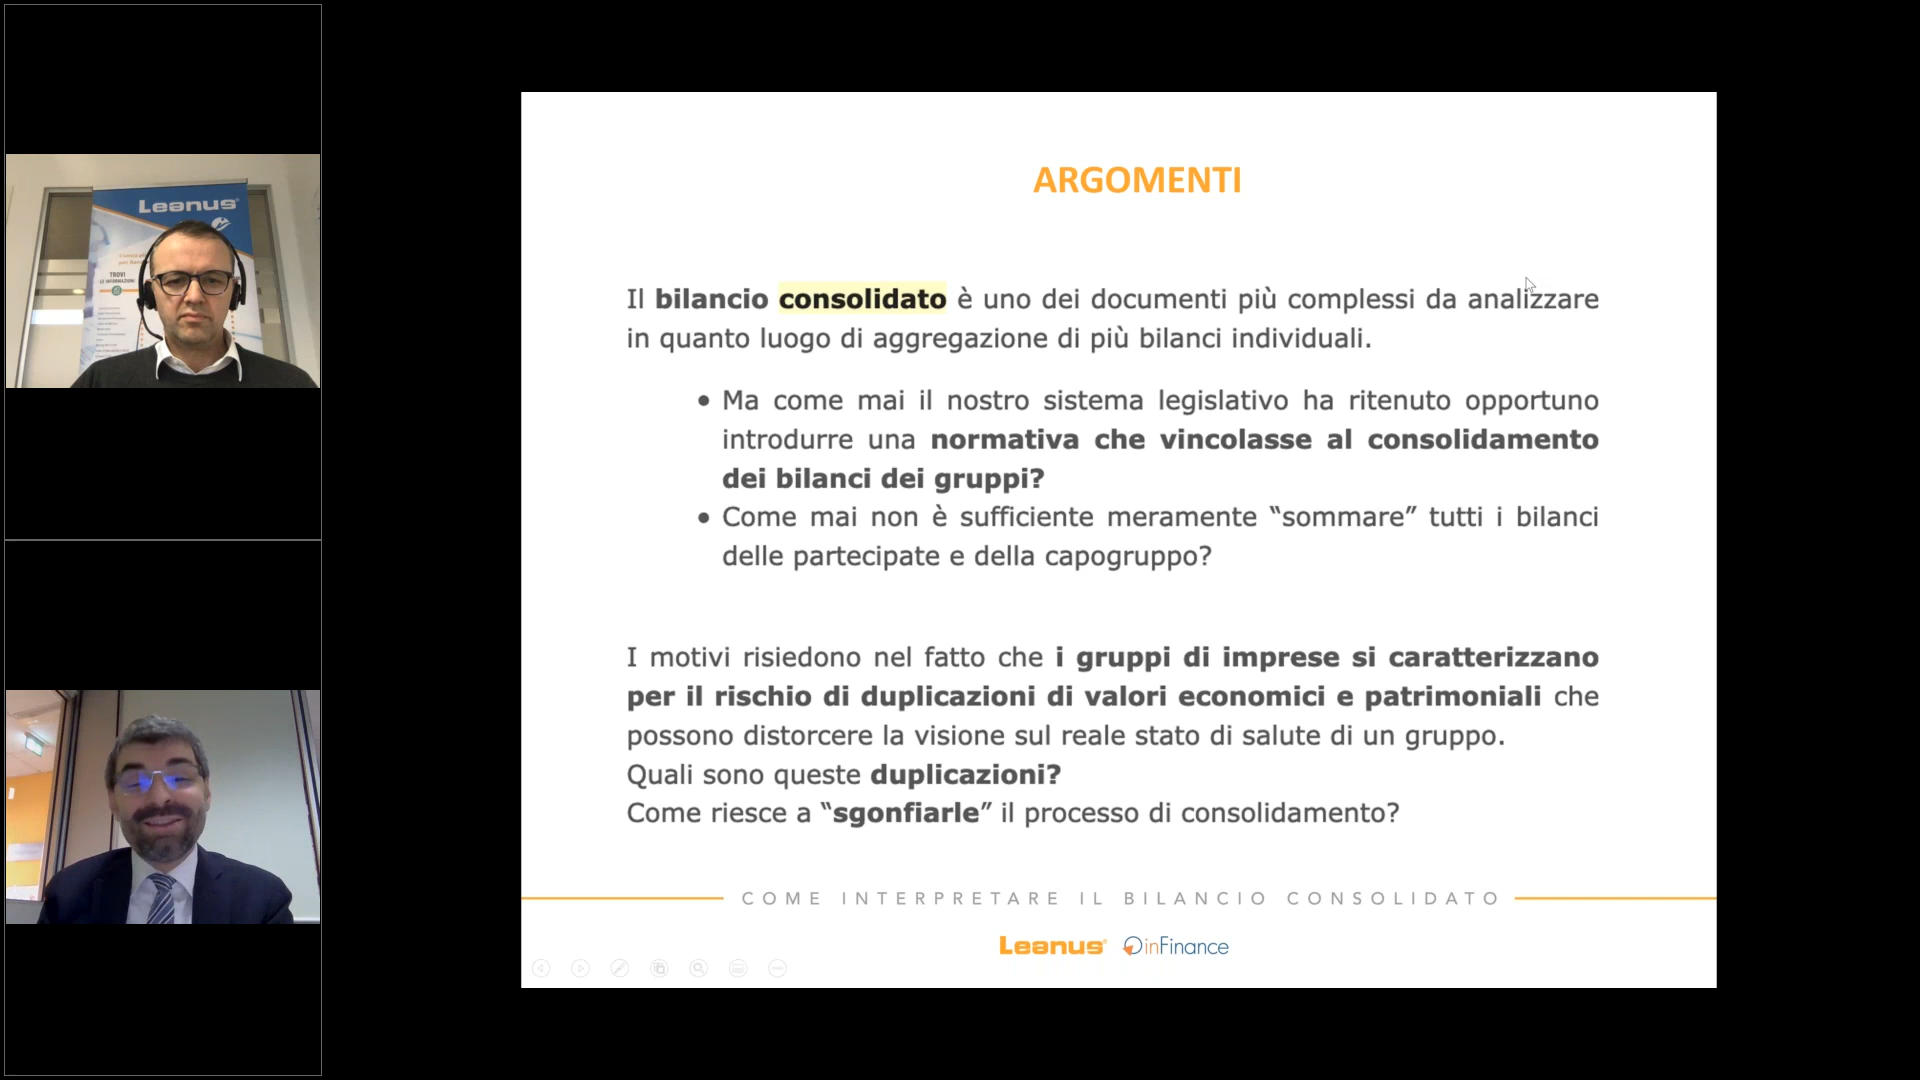 Leanus
TROVI
LE INFORMAZIONI
ARGOMENTI
Il bilancio consolidato è uno dei documenti più complessi da analizzare
in quanto luogo di aggregazione di più bilanci individuali.
• Ma come mai il nostro sistema legislativo ha ritenuto opportuno
introdurre una normativa che vincolasse al consolidamento
dei bilanci dei gruppi?
• Come mai non è sufficiente meramente “sommare” tutti i bilanci
delle partecipate e della capogruppo?
I motivi risiedono nel fatto che i gruppi di imprese si caratterizzano
per il rischio di duplicazioni di valori economici e patrimoniali che
possono distorcere la visione sul reale stato di salute di un gruppo.
Quali sono queste duplicazioni?
Come riesce a “sgonfiarle” il processo di consolidamento?
COME INTERPRETARE IL BILANCIO CONSOLIDATO
Leanus inFinance